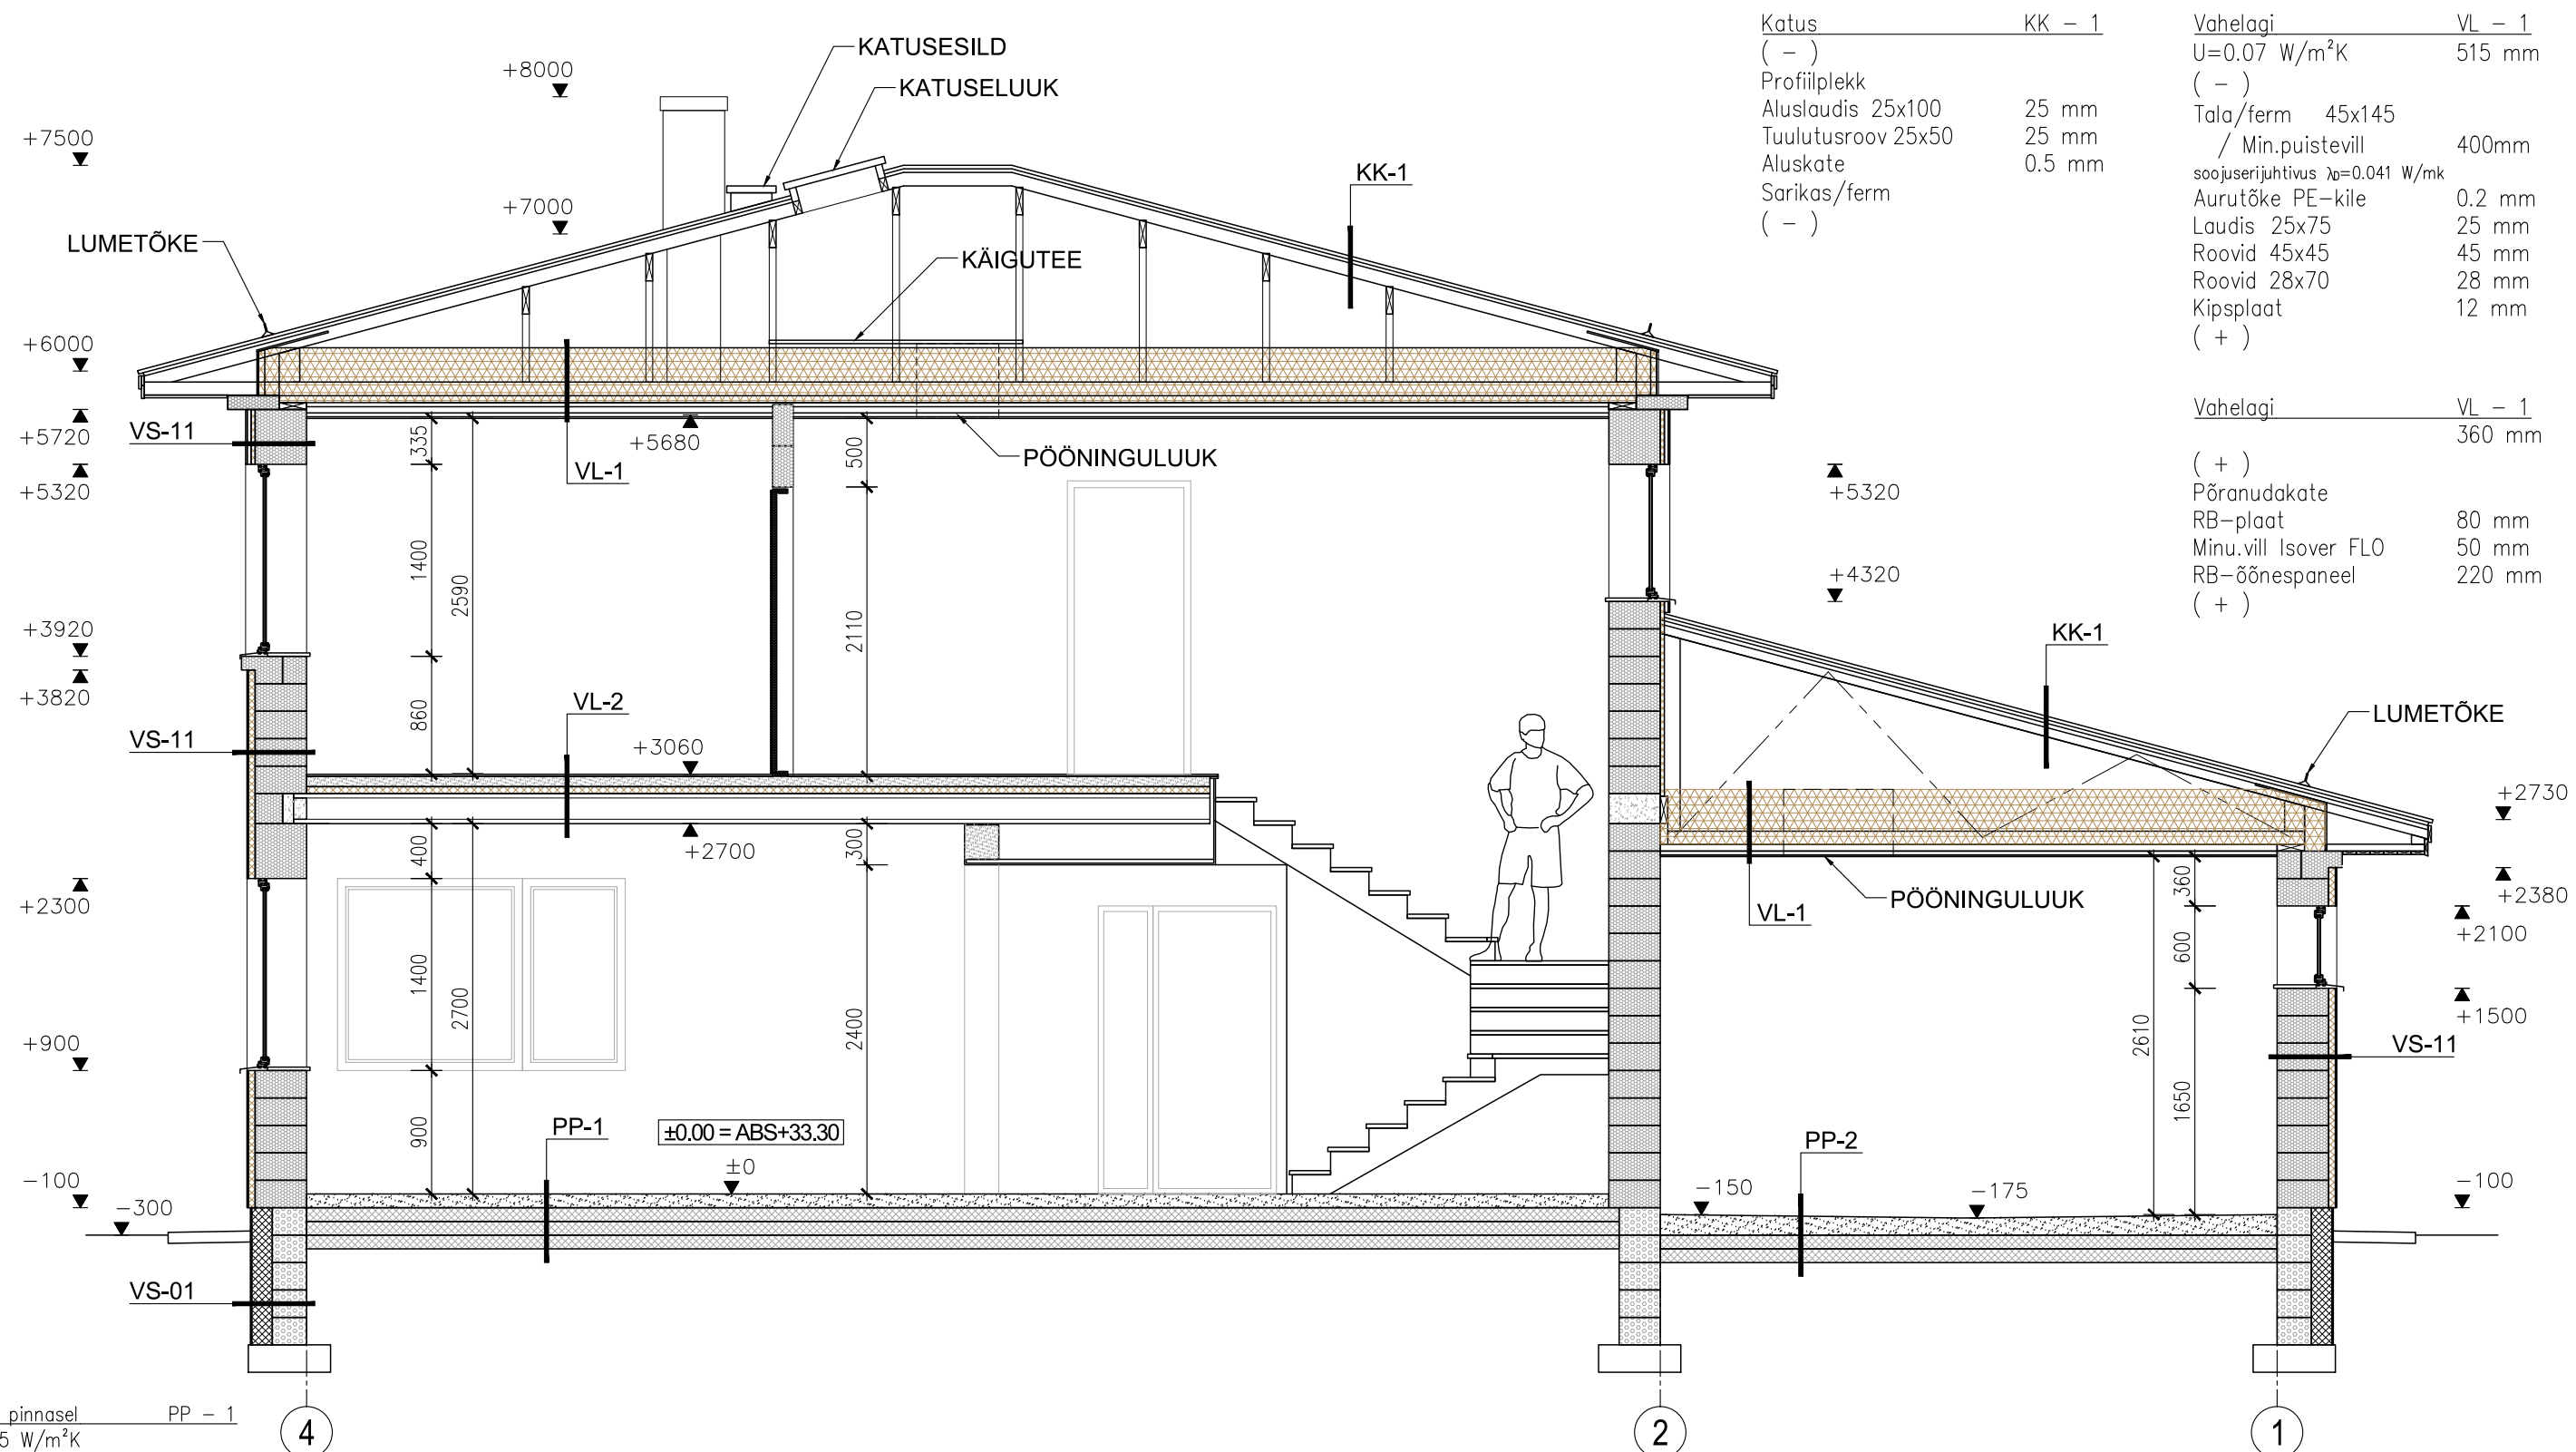 Katus KK – 1
( – )
Profiilplekk
Aluslaudis 25x100 25 mm
Tuulutusroov 25x50 25 mm
Aluskate 0.5 mm
Sarikas/ferm
( – )
Vahelagi VL – 1
U=0.07 W/m²K 515 mm
( – )
Tala/ferm 45x145
/ Min.puistevill 400mm
soojuserijuhtivus λD=0.041 W/mk
Aurutõke PE–kile 0.2 mm
Laudis 25x75 25 mm
Roovid 45x45 45 mm
Roovid 28x70 28 mm
Kipsplaat 12 mm
( + )
Vahelagi VL – 1
360 mm
( + )
Põranudakate
RB–plaat 80 mm
Minu.vill Isover FLO 50 mm
RB–õõnespaneel 220 mm
( + )
KATUSESILD
+8000
KATUSELUUK
+7500
KK-1
+7000
LUMETÕKE
KÄIGUTEE
+6000
+5720
VS-11
335
+5680
500
PÖÖNINGULUUK
VL-1
+5320
+5320
1400
2590
+4320
2110
+3920
KK-1
+3820
VL-2
860
LUMETÕKE
VS-11
+3060
+2730
400
+2700
300
360
+2380
PÖÖNINGULUUK
VL-1
+2300
+2100
600
1400
2700
2400
+1500
2610
+900
VS-11
1650
900
PP-1
±0.00 = ABS+33.30
PP-2
±0
-100
-150
-175
-100
-300
VS-01
4
2
1
pinnasel PP – 1
5 W/m²K